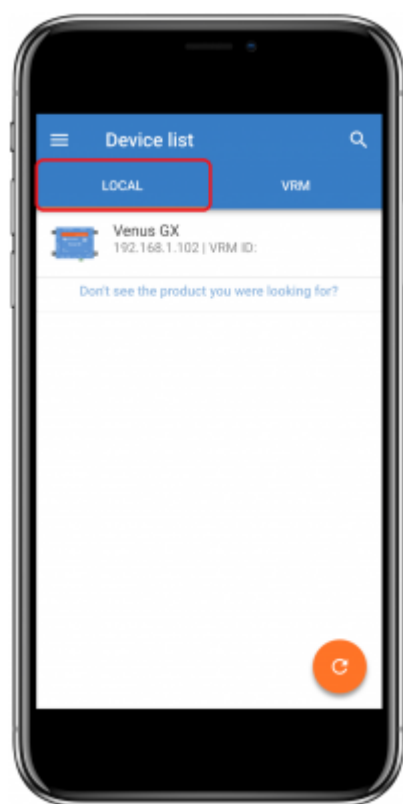 Device list
LOCAL VRM
Venus GX
192.168.1.102 | VRM ID:
Don't see the product you were looking for?